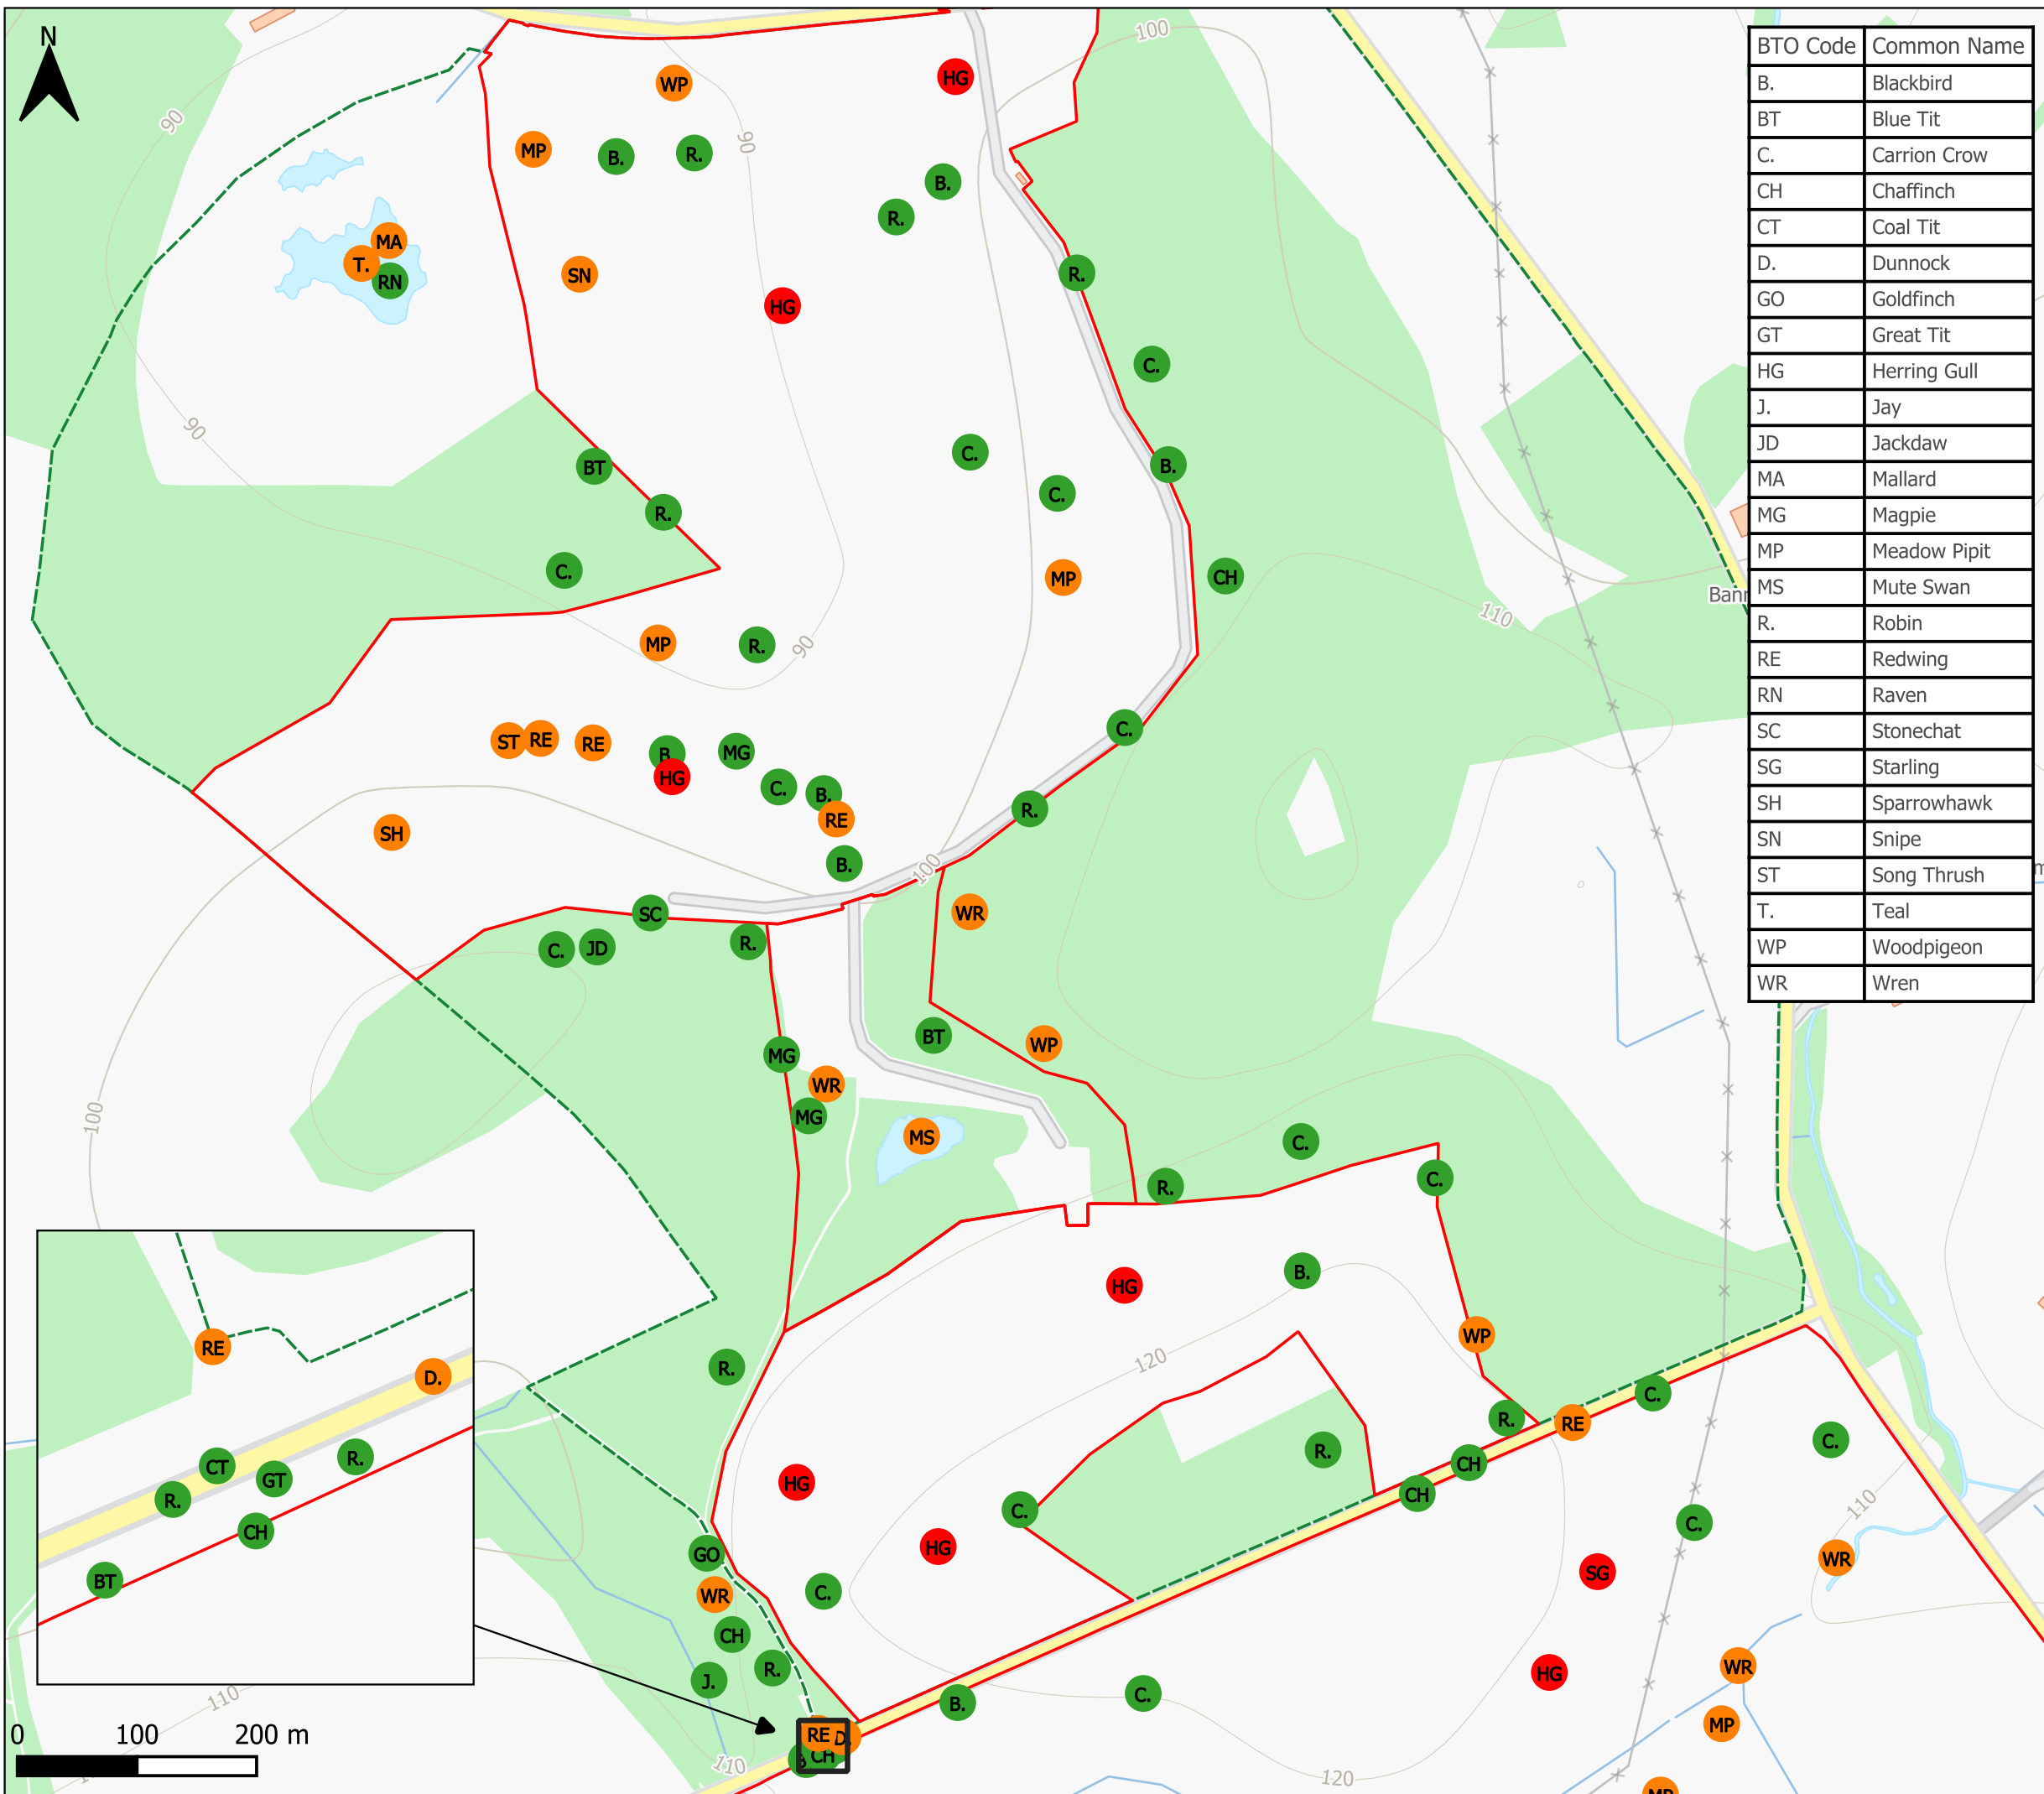 N
100
WP
HG
90
90
MP
B.
R.
B.
R.
MA
T.
RN
SN
R.
HG
C.
90
C.
BT
B.
C.
R.
C.
MP
CH
Bann
110
MP
R.
90
C.
ST
RE
RE
B.
MG
HG
C.
B.
R.
RE
SH
B.
100
WR
SC
R.
C.
JD
BT
WP
MG
WR
100
MG
MS
C.
C.
R.
B.
HG
WP
120
R.
RE
C.
R.
D.
CH
C.
R.
HG
R.
CT
GT
CH
C.
110
R.
C.
HG
CH
GO
WR
SG
BT
WR
C.
CH
R.
J.
WR
HG
110
B.
C.
MP
RE
D.
CH
110
120
MP
0 100 200 m
BTO Code Common Name
B. Blackbird
BT Blue Tit
C. Carrion Crow
CH Chaffinch
CT Coal Tit
D. Dunnock
GO Goldfinch
GT Great Tit
HG Herring Gull
J. Jay
JD Jackdaw
MA Mallard
MG Magpie
MP Meadow Pipit
MS Mute Swan
R. Robin
RE Redwing
RN Raven
SC Stonechat
SG Starling
SH Sparrowhawk
SN Snipe
ST Song Thrush
T. Teal
WP Woodpigeon
WR Wren